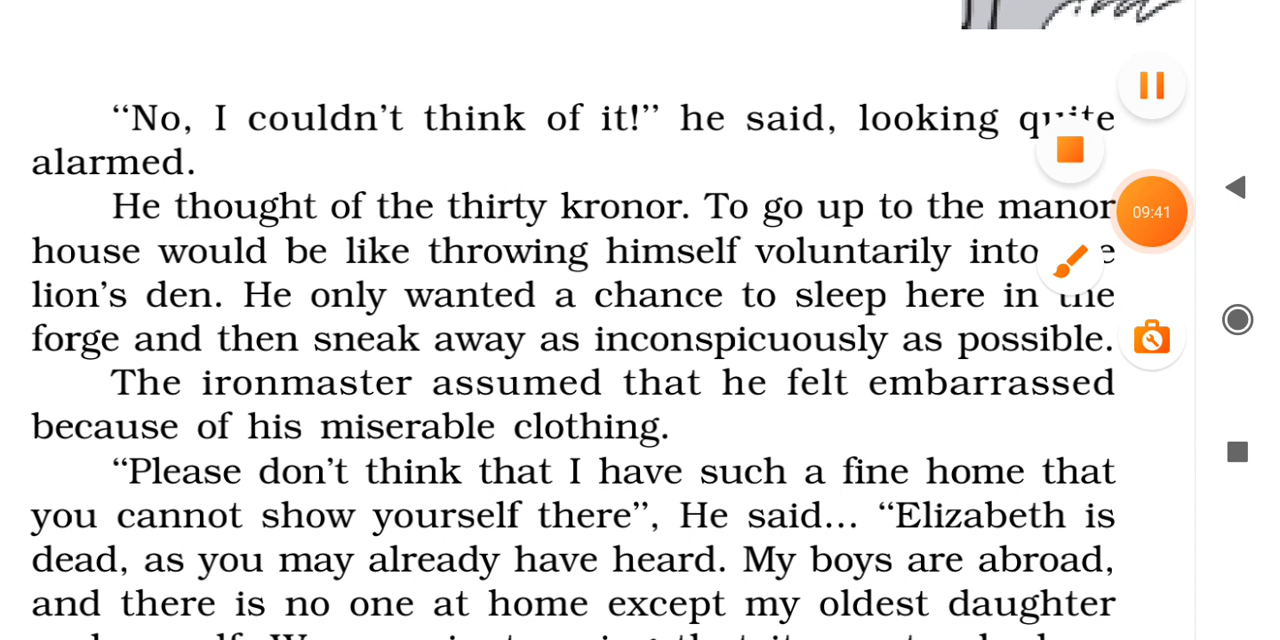 “No, I couldn’t think of it!” he said, looking quite
alarmed.
He thought of the thirty kronor. To go up to the manor
house would be like throwing himself voluntarily into
lion’s den. He only wanted a chance to sleep here in the
forge and then sneak away as inconspicuously as possible.
The ironmaster assumed that he felt embarrassed
because of his miserable clothing.
“Please don’t think that I have such a fine home that
you cannot show yourself there”, He said... “Elizabeth is
dead, as you may already have heard. My boys are abroad,
and there is no one at home except my oldest daughter
09:41